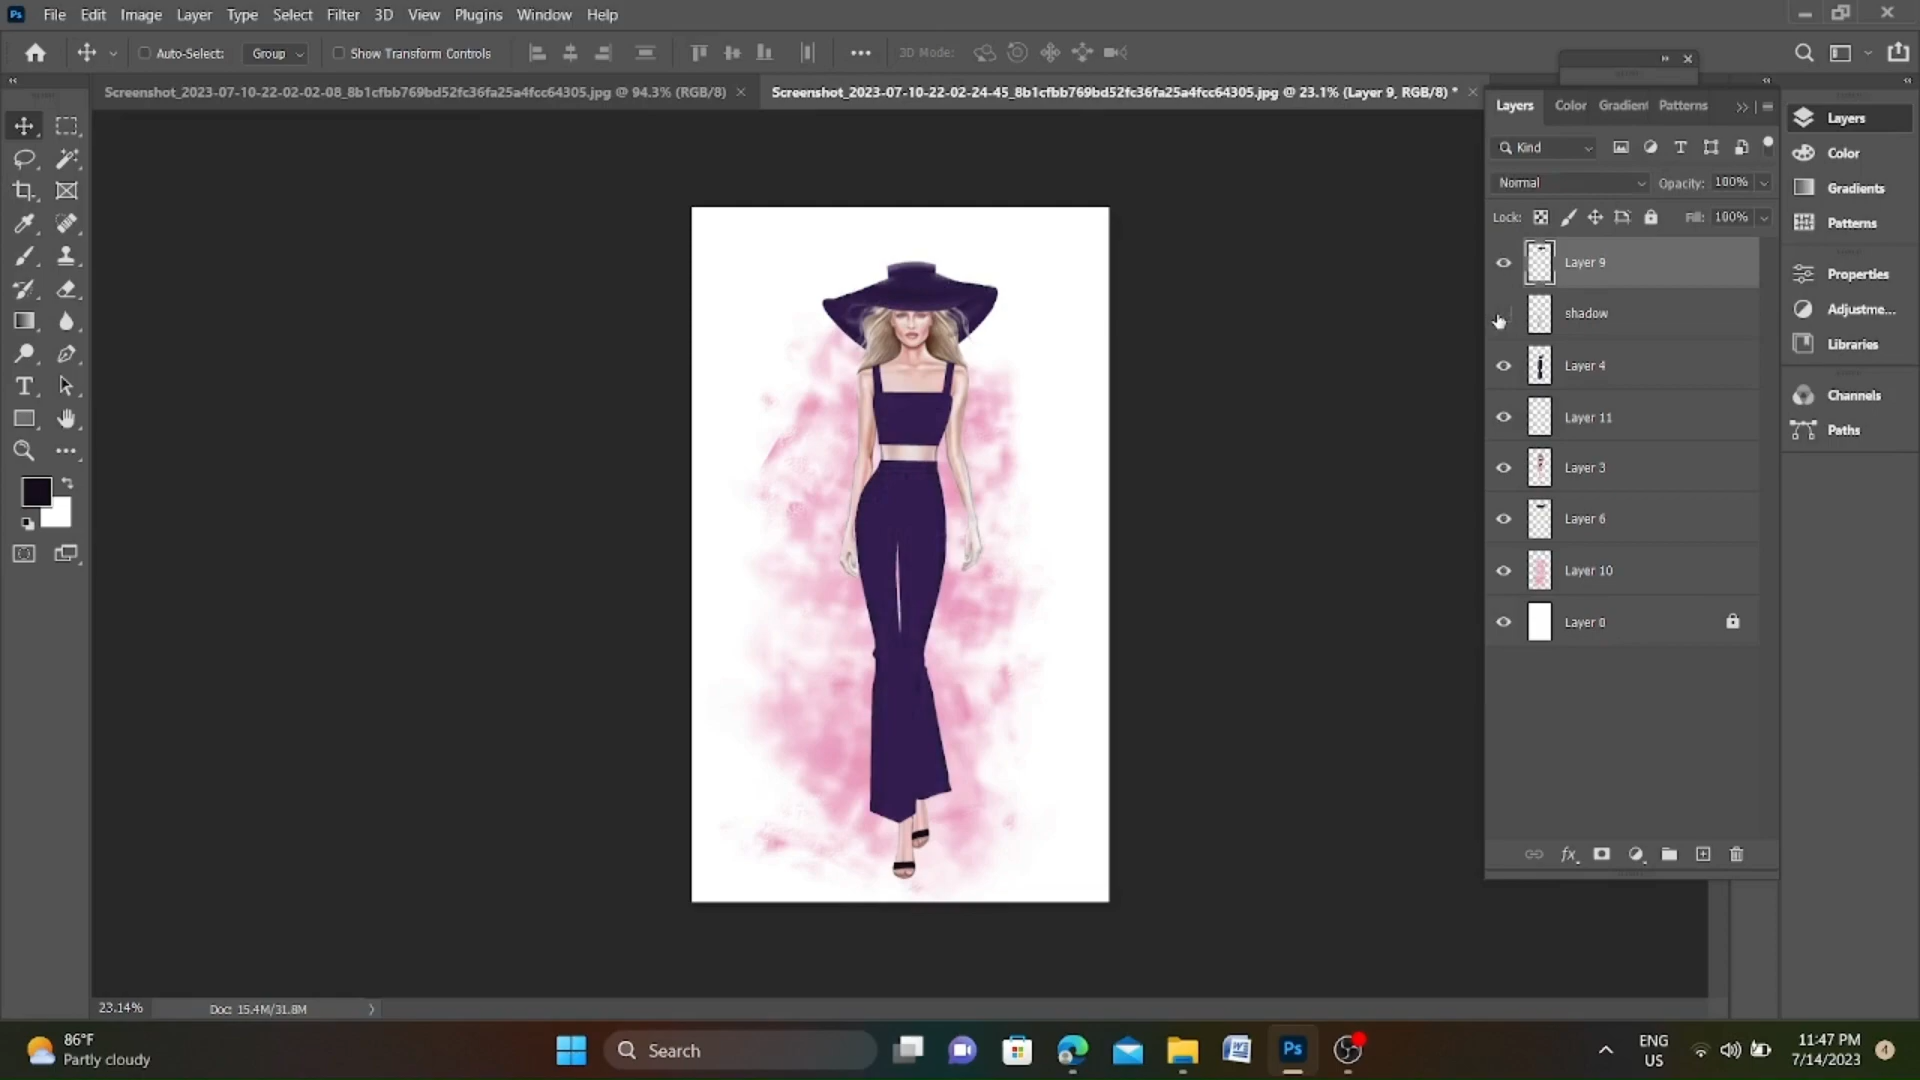 Ps File Edit Image Layer Type Select Filter 3D View Plugins Window Help
Auto-Select: Group Show Transform Controls 3D Mode:
Screenshot_2023-07-10-22-02-02-08_8b1cfbb769bd52fc36fa25a4fcc64305.jpg @ 94.3% (RGB/8) Screenshot_2023-07-10-22-02-24-45_8b1cfbb769bd52fc36fa25a4fcc64305.jpg @ 23.1% (Layer 9, RGB/8) *
Layers Color Gradient Patterns
Kind
Normal Opacity: 100%
Lock: Fill: 100%
Layer 9
shadow
Layer 4
Layer 11
Layer 3
Layer 6
Layer 10
Layer 0
Layers
Color
Gradients
Patterns
Properties
Adjustme...
Libraries
Channels
Paths
23.14% Doc: 15.4M/31.8M
86°F
Partly cloudy
Search
Ps
ENG
US
11:47 PM
7/14/2023
4